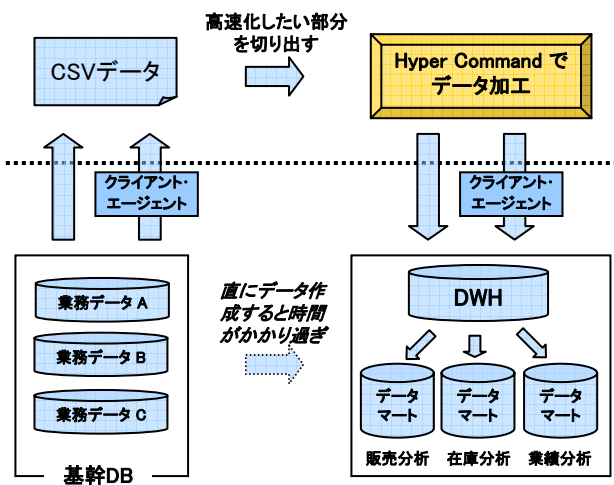 高速化したい部分
を切り出す
CSVデータ
Hyper Command で
データ加工
クライアント・
エージェント
クライアント・
エージェント
業務データ A
業務データ B
業務データ C
基幹DB
直にデータ作
成すると時間
がかかり過ぎ
DWH
データ
マート
データ
マート
データ
マート
販売分析
在庫分析
業績分析